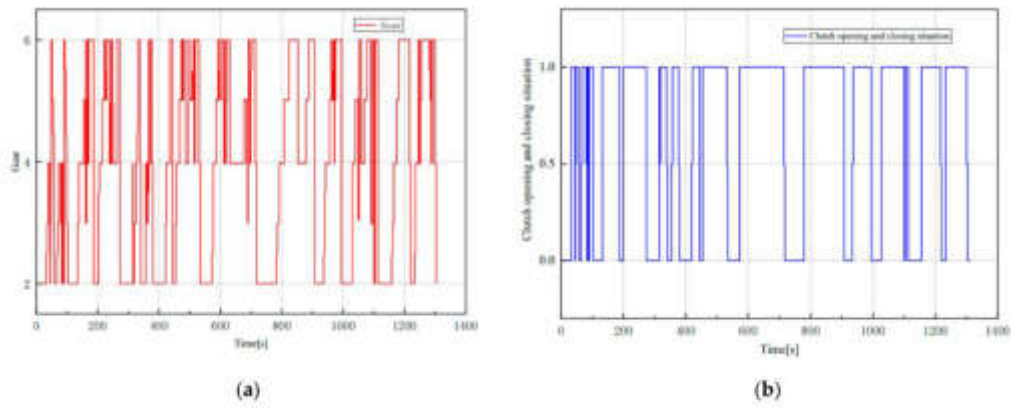 Gear
6
4
2
0 200 400 600 800 1000 1200 1400
Time[s]
(a)
Clutch opening and closing situation
Clutch opening and closing situation
1.0
0.5
0.0
0 200 400 600 800 1000 1200 1400
Time[s]
(b)